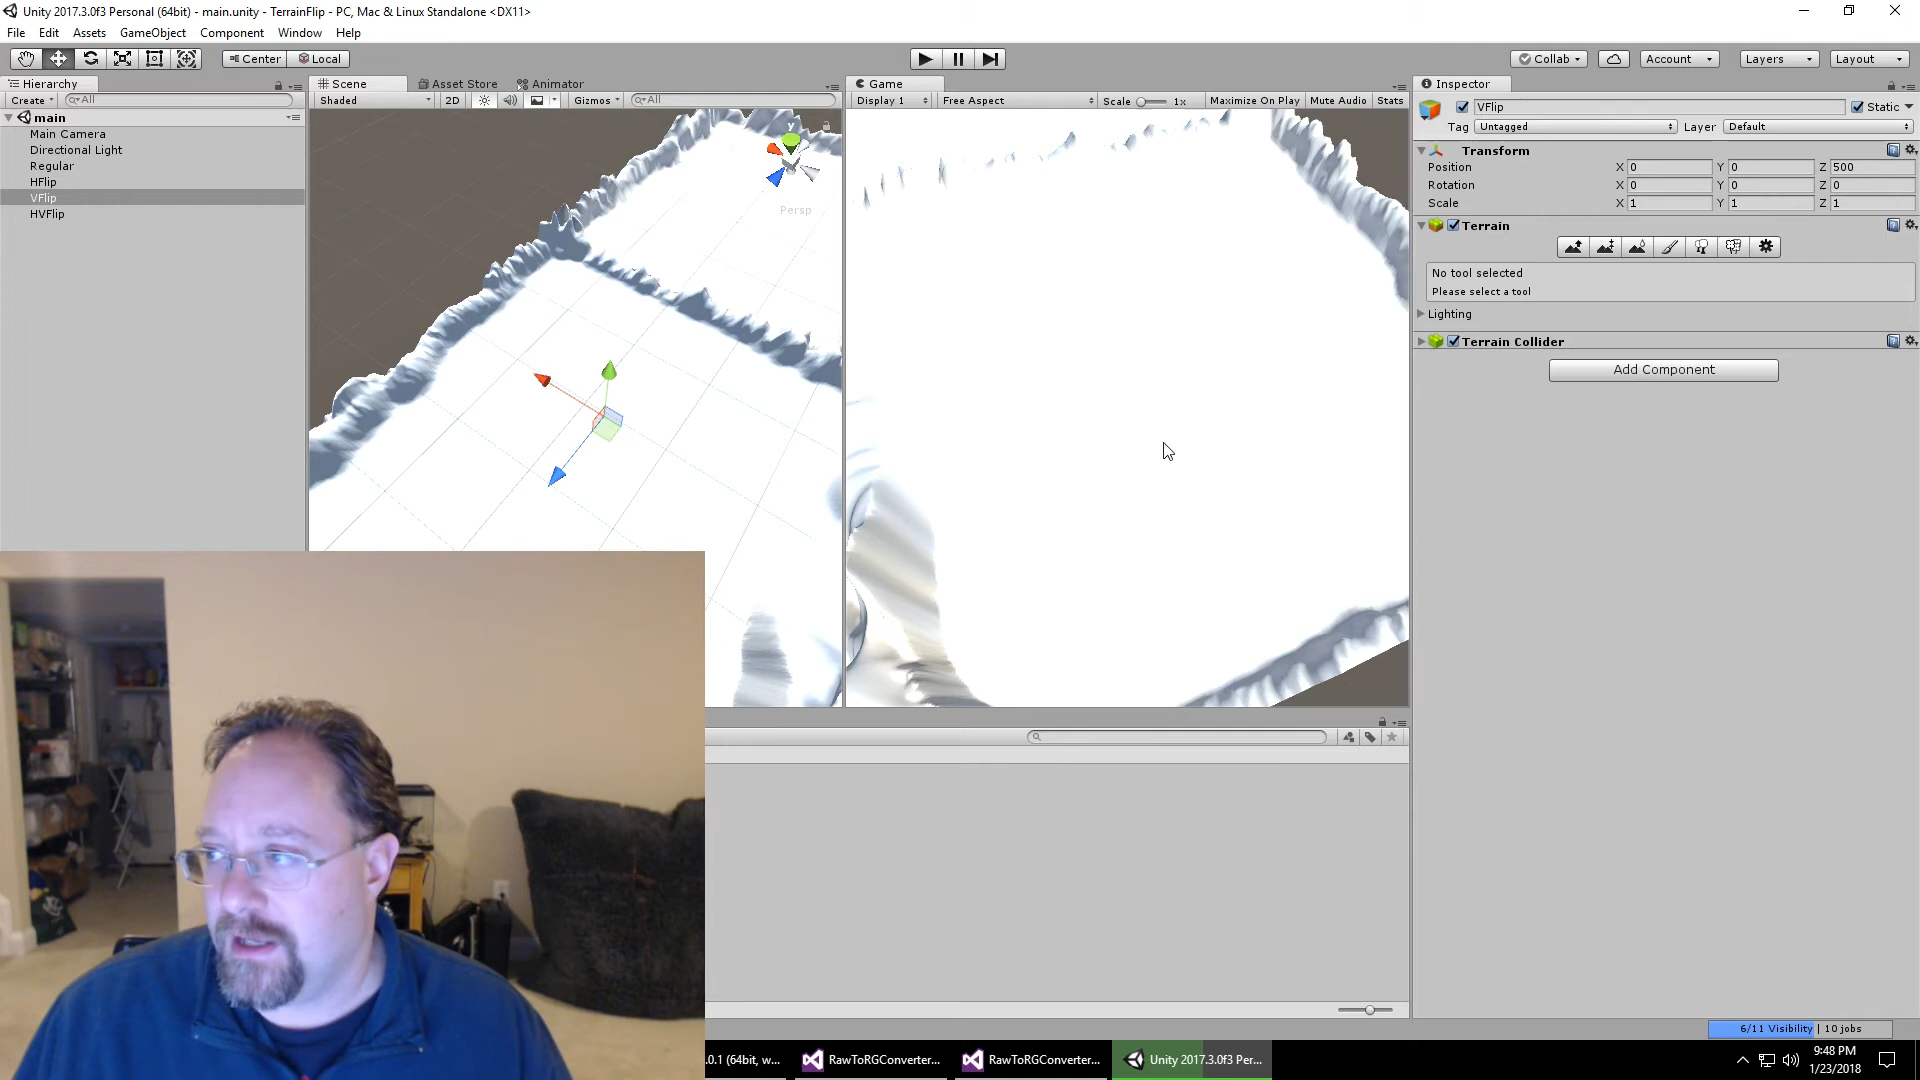 Unity 2017.3.0f3 Personal (64bit) - main.unity - TerrainFlip - PC, Mac & Linux Standalone <DX11>
File Edit Assets GameObject Component Window Help
Center Local Collab Account Layers Layout
Hierarchy
Create All
main
Main Camera
Directional Light
Regular
HFlip
VFlip
HVFlip
Scene Asset Store Animator
Shaded 2D Gizmos All
y
Persp
Game
Display 1 Free Aspect Scale 1x Maximize On Play Mute Audio Stats
Inspector
VFlip Static
Tag Untagged Layer Default
Transform
Position X 0 Y 0 Z 500
Rotation X 0 Y 0 Z 0
Scale X 1 Y 1 Z 1
Terrain
No tool selected
Please select a tool
Lighting
Terrain Collider
Add Component
6/11 Visibility | 10 jobs
.0.1 (64bit, w... RawToRGConverter... RawToRGConverter... Unity 2017.3.0f3 Per...
9:48 PM
1/23/2018